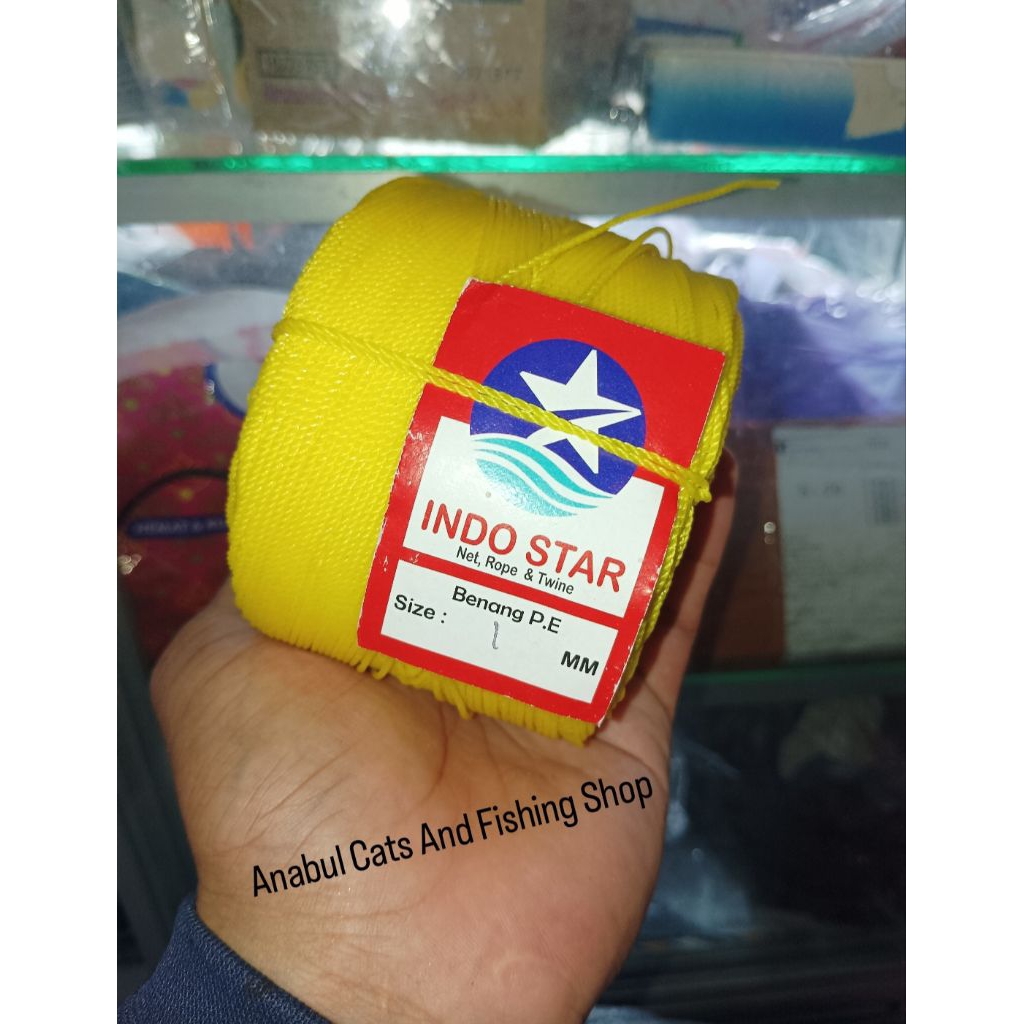 INDO STAR
Net, Rope & Twine
Benang P.E
Size : 1 MM
Anabul Cats And Fishing Shop